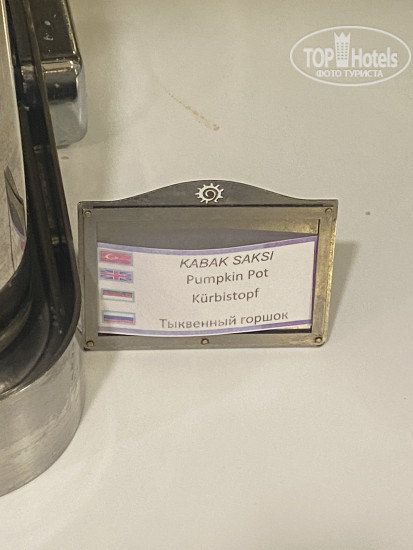 TOP Hotels
ФОТО ТУРИСТА
KABAK SAKSI
Pumpkin Pot
Kürbistopf
Тыквенный горшок